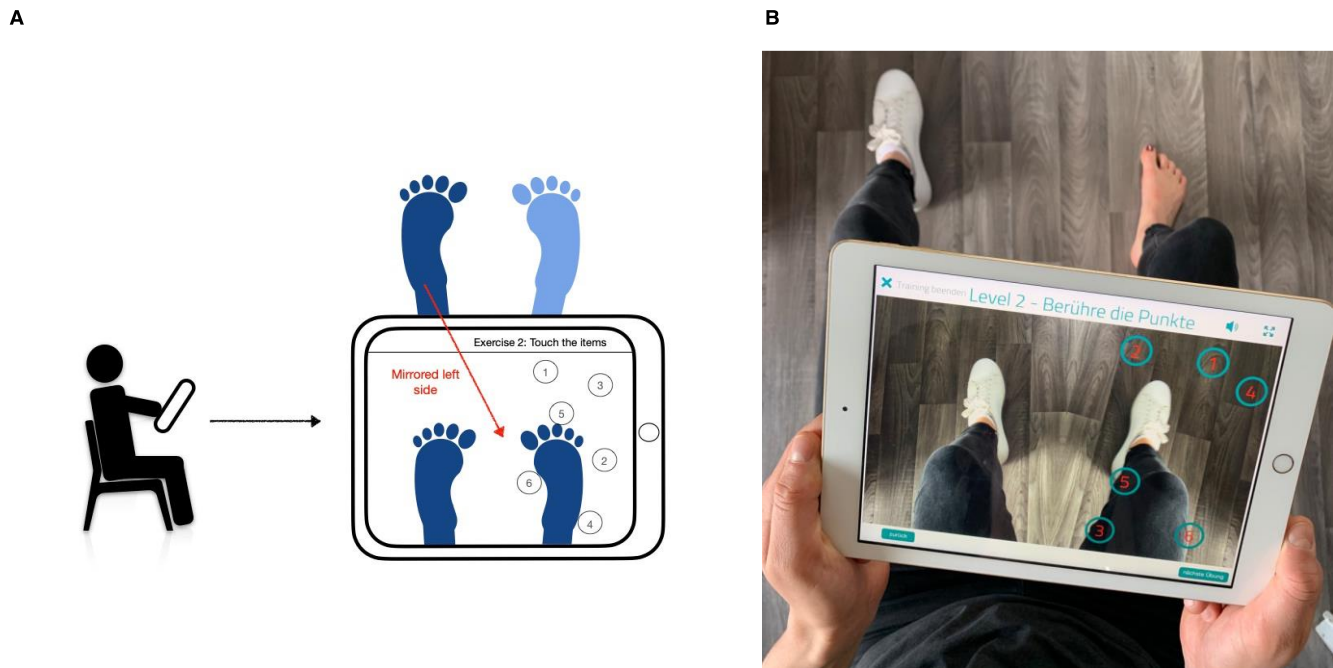 A
B
Exercise 2: Touch the items
Mirrored left
side
1
3
5
2
6
4
Training beenden
Level 2 - Berühre die Punkte
2
1
4
5
3
6
zurück
nächste Übung